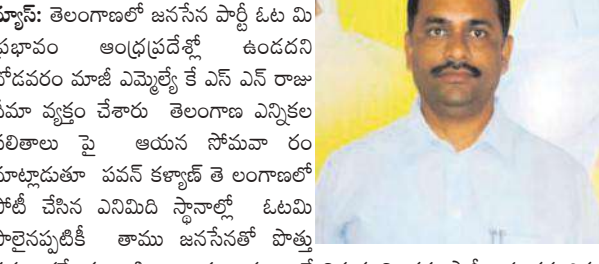 న్యూస్: తెలంగాణలో జనసేన పార్టీ ఓట మి
ప్రభావం ఆంధ్రప్రదేశ్లో ఉండదని
చోడవరం మాజీ ఎమ్మెల్యే కే ఎస్ ఎన్ రాజు
ధీమా వ్యక్తం చేశారు తెలంగాణ ఎన్నికల
ఫలితాలు పై ఆయన సోమవా రం
మాట్లాడుతూ పవన్ కళ్యాణ్ తె లంగాణలో
పోటీ చేసిన ఎనిమిది స్థానాల్లో ఓటమి
పాలైనప్పటికీ తాము జనసేనతో పొత్తు